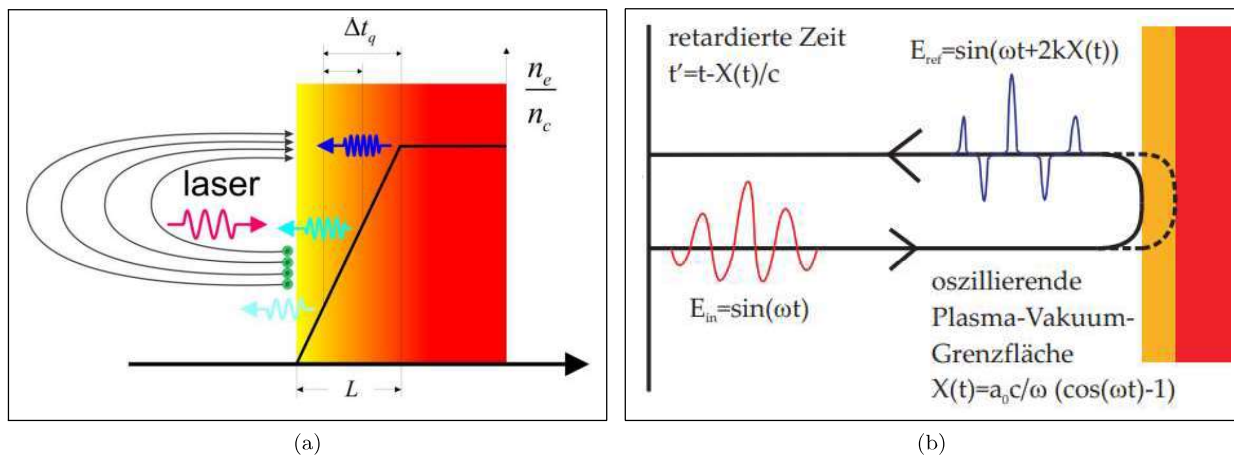 Δt_q
n_e
n_c
laser
L
(a)
retardierte Zeit
t'=t-X(t)/c
E_ref=sin(ωt+2kX(t))
E_in=sin(ωt)
oszillierende
Plasma-Vakuum-
Grenzfläche
X(t)=a_0c/ω (cos(ωt)-1)
(b)